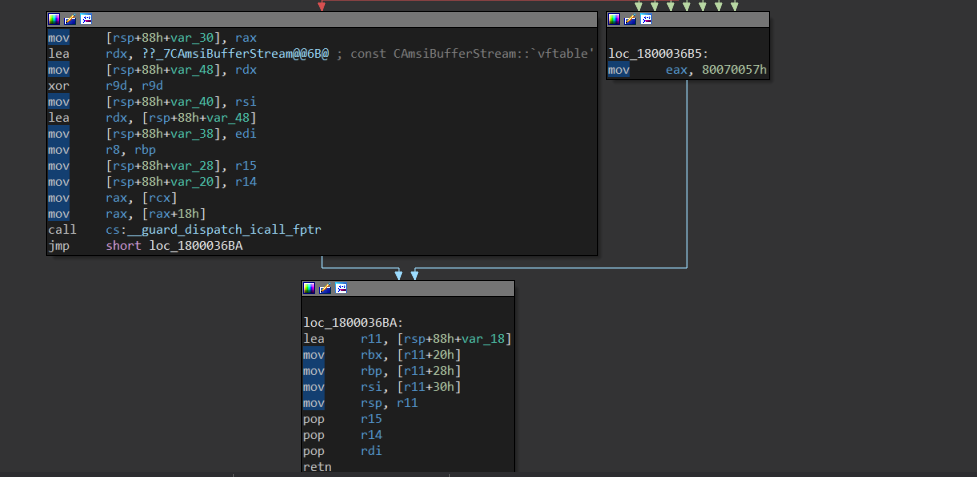 mov [rsp+88h+var_30], rax
lea rdx, ??_7CAmsiBufferStream@@6B@ ; const CAmsiBufferStream::`vftable'
mov [rsp+88h+var_48], rdx
xor r9d, r9d
mov [rsp+88h+var_40], rsi
lea rdx, [rsp+88h+var_48]
mov [rsp+88h+var_38], edi
mov r8, rbp
mov [rsp+88h+var_28], r15
mov [rsp+88h+var_20], r14
mov rax, [rcx]
mov rax, [rax+18h]
call cs:__guard_dispatch_icall_fptr
jmp short loc_1800036BA
loc_1800036B5:
mov eax, 80070057h
loc_1800036BA:
lea r11, [rsp+88h+var_18]
mov rbx, [r11+20h]
mov rbp, [r11+28h]
mov rsi, [r11+30h]
mov rsp, r11
pop r15
pop r14
pop rdi
retn